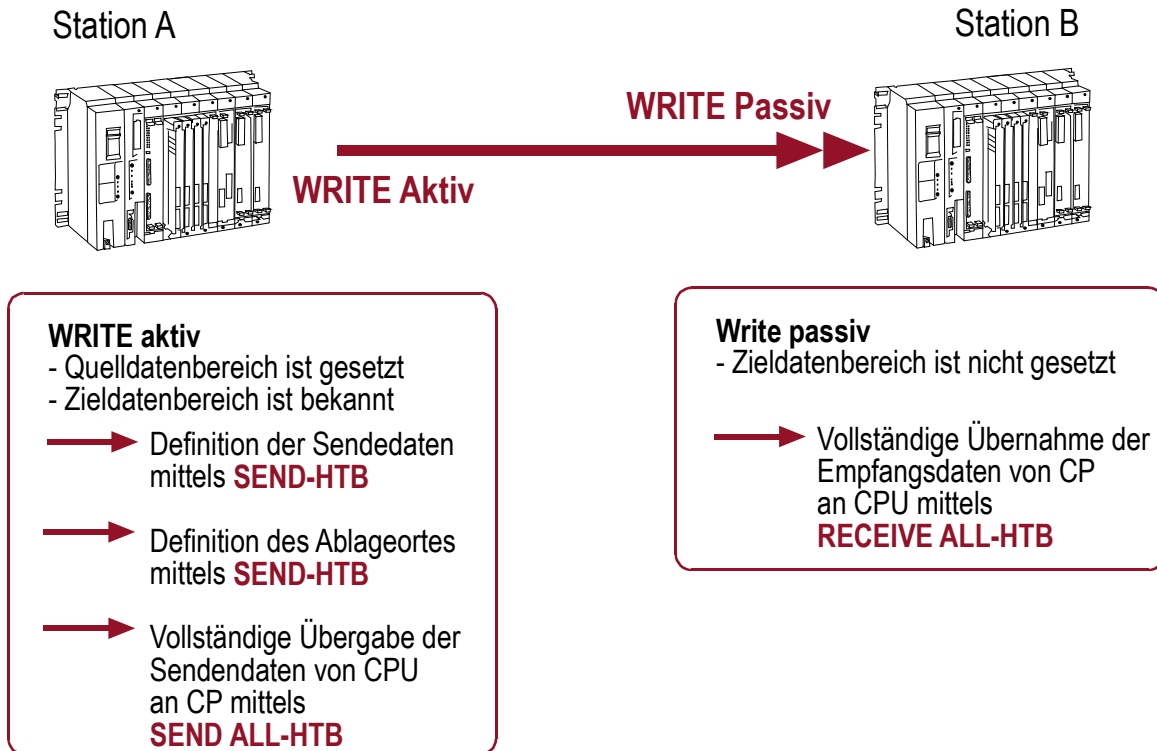 Station A
Station B
WRITE Passiv
WRITE Aktiv
WRITE aktiv
- Quelldatenbereich ist gesetzt
- Zieldatenbereich ist bekannt
Definition der Sendedaten
mittels SEND-HTB
Definition des Ablageortes
mittels SEND-HTB
Vollständige Übergabe der
Sendendaten von CPU
an CP mittels
SEND ALL-HTB
Write passiv
- Zieldatenbereich ist nicht gesetzt
Vollständige Übernahme der
Empfangsdaten von CP
an CPU mittels
RECEIVE ALL-HTB